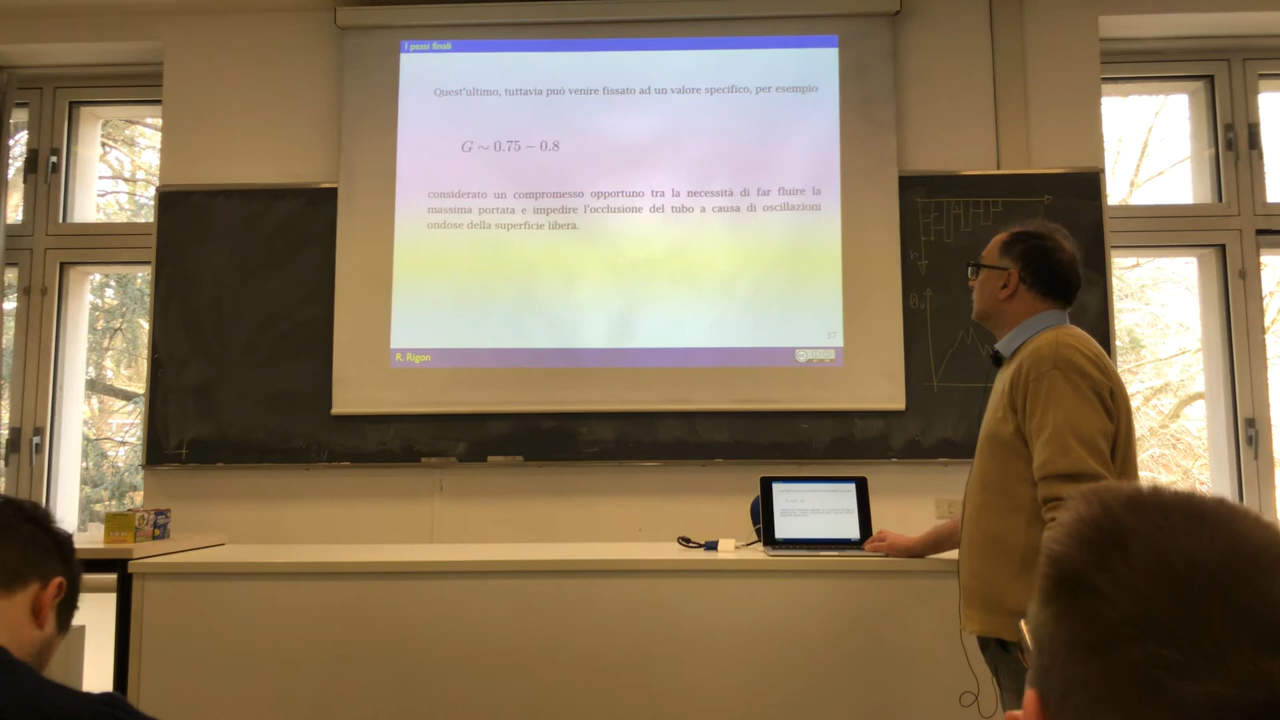 I passi finali
Quest'ultimo, tuttavia può venire fissato ad un valore specifico, per esempio
G ∼ 0.75 − 0.8
considerato un compromesso opportuno tra la necessità di far fluire la
massima portata e impedire l'occlusione del tubo a causa di oscillazioni
ondose della superficie libera.
37
R. Rigon